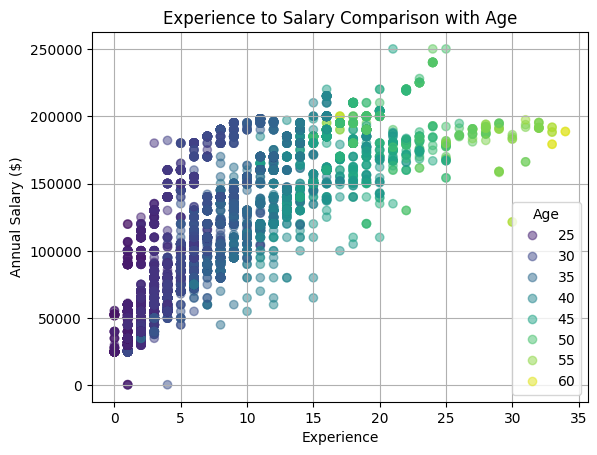 Experience to Salary Comparison with Age
Annual Salary ($)
250000
200000
150000
100000
50000
0
0 5 10 15 20 25 30 35
Experience
Age
25
30
35
40
45
50
55
60